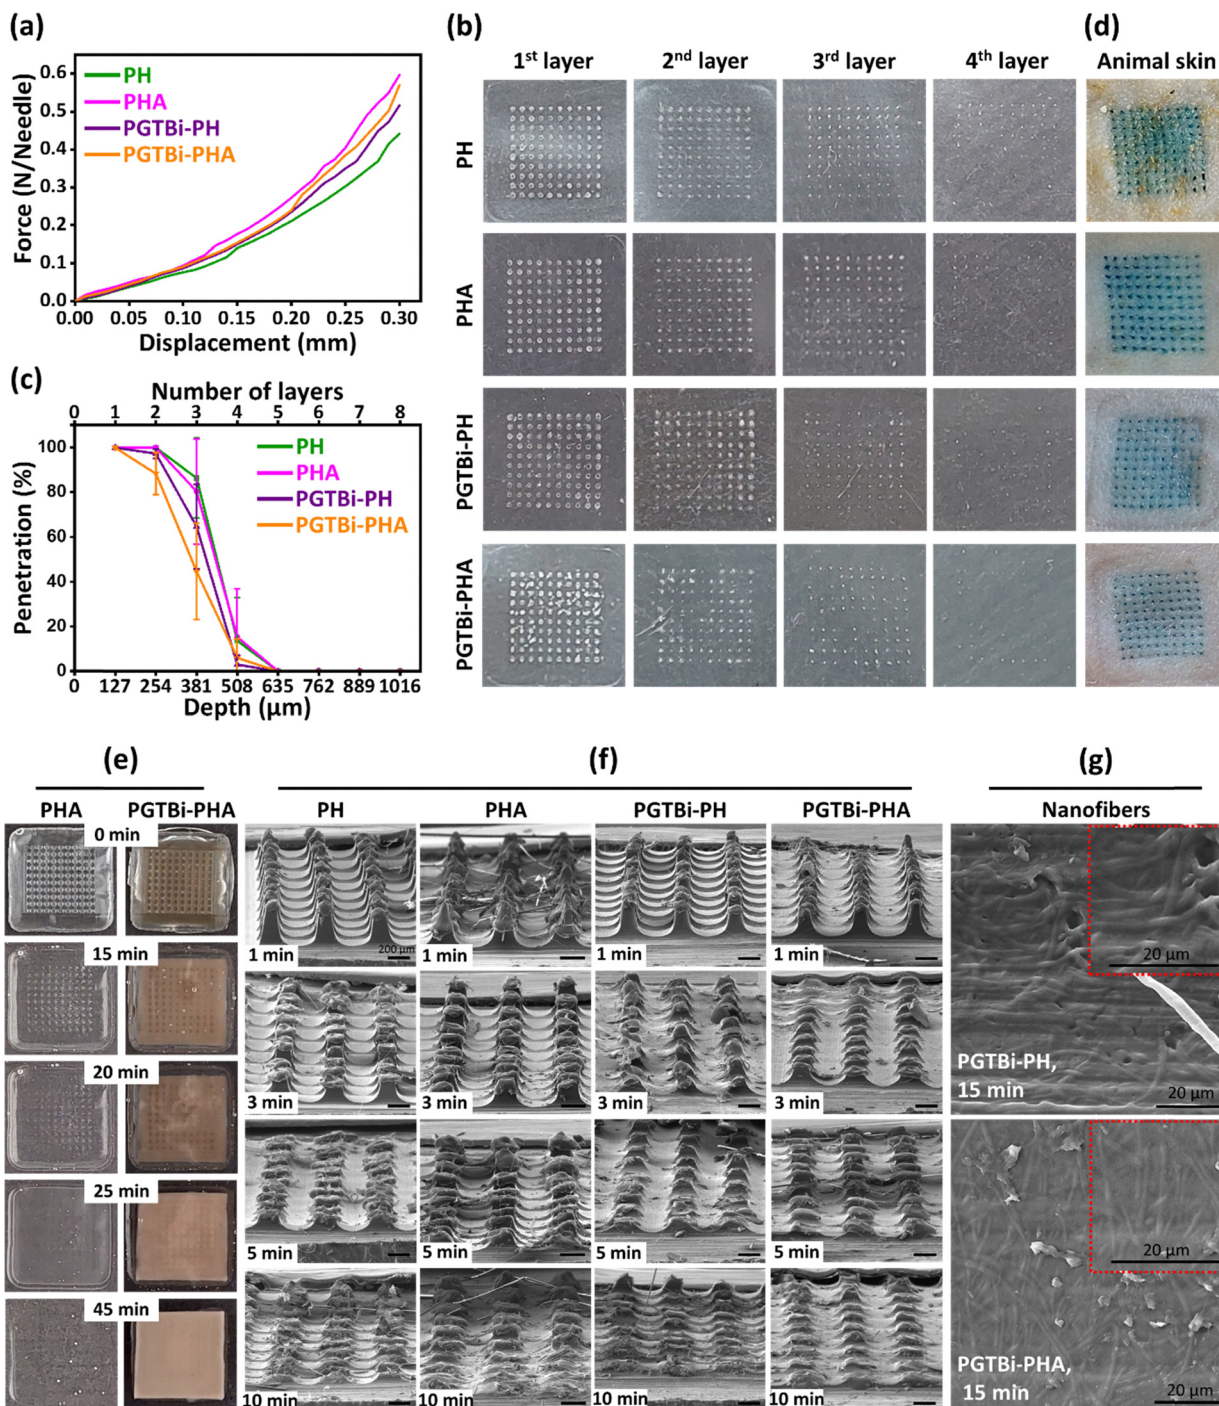 (a)
0.6
0.5
0.4
0.3
0.2
0.1
0.0
Force (N/Needle)
PH
PHA
PGTBi-PH
PGTBi-PHA
0.00 0.05 0.10 0.15 0.20 0.25 0.30
Displacement (mm)
(b)
1st layer 2nd layer 3rd layer 4th layer
PH
PHA
PGTBi-PH
PGTBi-PHA
(d)
Animal skin
(c)
Number of layers
0 1 2 3 4 5 6 7 8
100
80
60
40
20
0
Penetration (%)
PH
PHA
PGTBi-PH
PGTBi-PHA
0 127 254 381 508 635 762 889 1016
Depth (µm)
(e)
PHA PGTBi-PHA
0 min
15 min
20 min
25 min
45 min
(f)
PH PHA PGTBi-PH PGTBi-PHA
200 µm
1 min 1 min 1 min 1 min
3 min 3 min 3 min 3 min
5 min 5 min 5 min 5 min
10 min 10 min 10 min 10 min
(g)
Nanofibers
20 µm
PGTBi-PH,
15 min
20 µm
20 µm
PGTBi-PHA,
15 min
20 µm